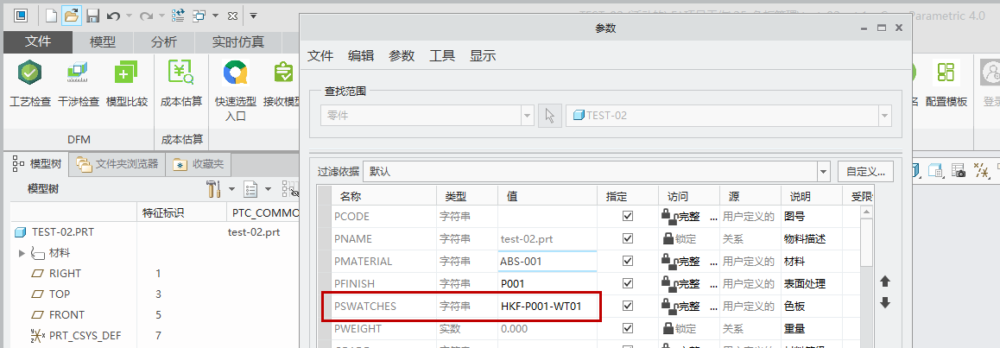 Parametric 4.0
参数
文件 模型 分析 实时仿真
文件 编辑 参数 工具 显示
工艺检查 干涉检查 模型比较 成本估算 快速选型 接收模型
入口
名 配置模板 登录
DFM 成本估算
查找范围
零件 TEST-02
模型树 文件夹浏览器 收藏夹
过滤依据 默认 自定义...
模型树
特征标识 PTC_COMMO
名称 类型 值 指定 访问 源 说明 受限
TEST-02.PRT test-02.prt
材料
RIGHT 1
TOP 3
FRONT 5
PRT_CSYS_DEF 7
PCODE 字符串 完整 ... 用户定义的 图号
PNAME 字符串 test-02.prt 锁定 关系 物料描述
PMATERIAL 字符串 ABS-001 完整 ... 用户定义的 材料
PFINISH 字符串 P001 完整 ... 用户定义的 表面处理
PSWATCHES 字符串 HKF-P001-WT01 完整 ... 用户定义的 色板
PWEIGHT 实数 0.000 锁定 关系 重量